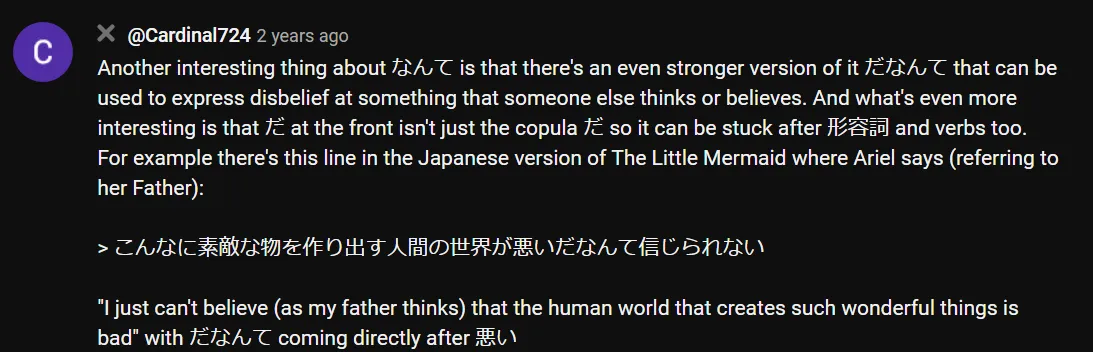 C
@Cardinal724 2 years ago
Another interesting thing about なんて is that there's an even stronger version of it だなんて that can be
used to express disbelief at something that someone else thinks or believes. And what's even more
interesting is that だ at the front isn't just the copula だ so it can be stuck after 形容詞 and verbs too.
For example there's this line in the Japanese version of The Little Mermaid where Ariel says (referring to
her Father):
> こんなに素敵な物を作り出す人間の世界が悪いだなんて信じられない
"I just can't believe (as my father thinks) that the human world that creates such wonderful things is
bad" with だなんて coming directly after 悪い